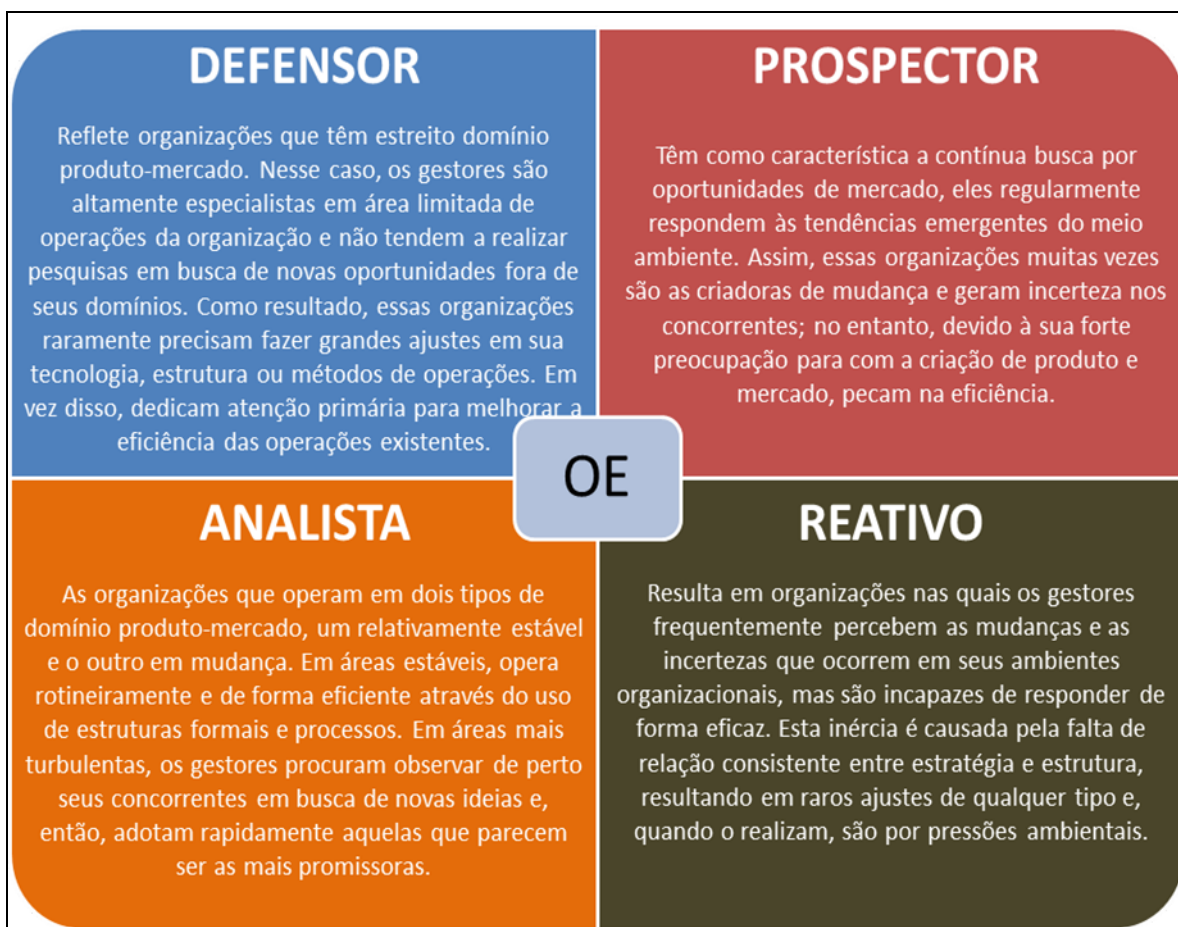 DEFENSOR
Reflete organizações que têm estreito domínio
produto-mercado. Nesse caso, os gestores são
altamente especialistas em área limitada de
operações da organização e não tendem a realizar
pesquisas em busca de novas oportunidades fora de
seus domínios. Como resultado, essas organizações
raramente precisam fazer grandes ajustes em sua
tecnologia, estrutura ou métodos de operações. Em
vez disso, dedicam atenção primária para melhorar a
eficiência das operações existentes.
PROSPECTOR
Têm como característica a contínua busca por
oportunidades de mercado, eles regularmente
respondem às tendências emergentes do meio
ambiente. Assim, essas organizações muitas vezes
são as criadoras de mudança e geram incerteza nos
concorrentes; no entanto, devido à sua forte
preocupação para com a criação de produto e
mercado, pecam na eficiência.
OE
ANALISTA
As organizações que operam em dois tipos de
domínio produto-mercado, um relativamente estável
e o outro em mudança. Em áreas estáveis, opera
rotineiramente e de forma eficiente através do uso
de estruturas formais e processos. Em áreas mais
turbulentas, os gestores procuram observar de perto
seus concorrentes em busca de novas ideias e,
então, adotam rapidamente aquelas que parecem
ser as mais promissoras.
REATIVO
Resulta em organizações nas quais os gestores
frequentemente percebem as mudanças e as
incertezas que ocorrem em seus ambientes
organizacionais, mas são incapazes de responder de
forma eficaz. Esta inércia é causada pela falta de
relação consistente entre estratégia e estrutura,
resultando em raros ajustes de qualquer tipo e,
quando o realizam, são por pressões ambientais.